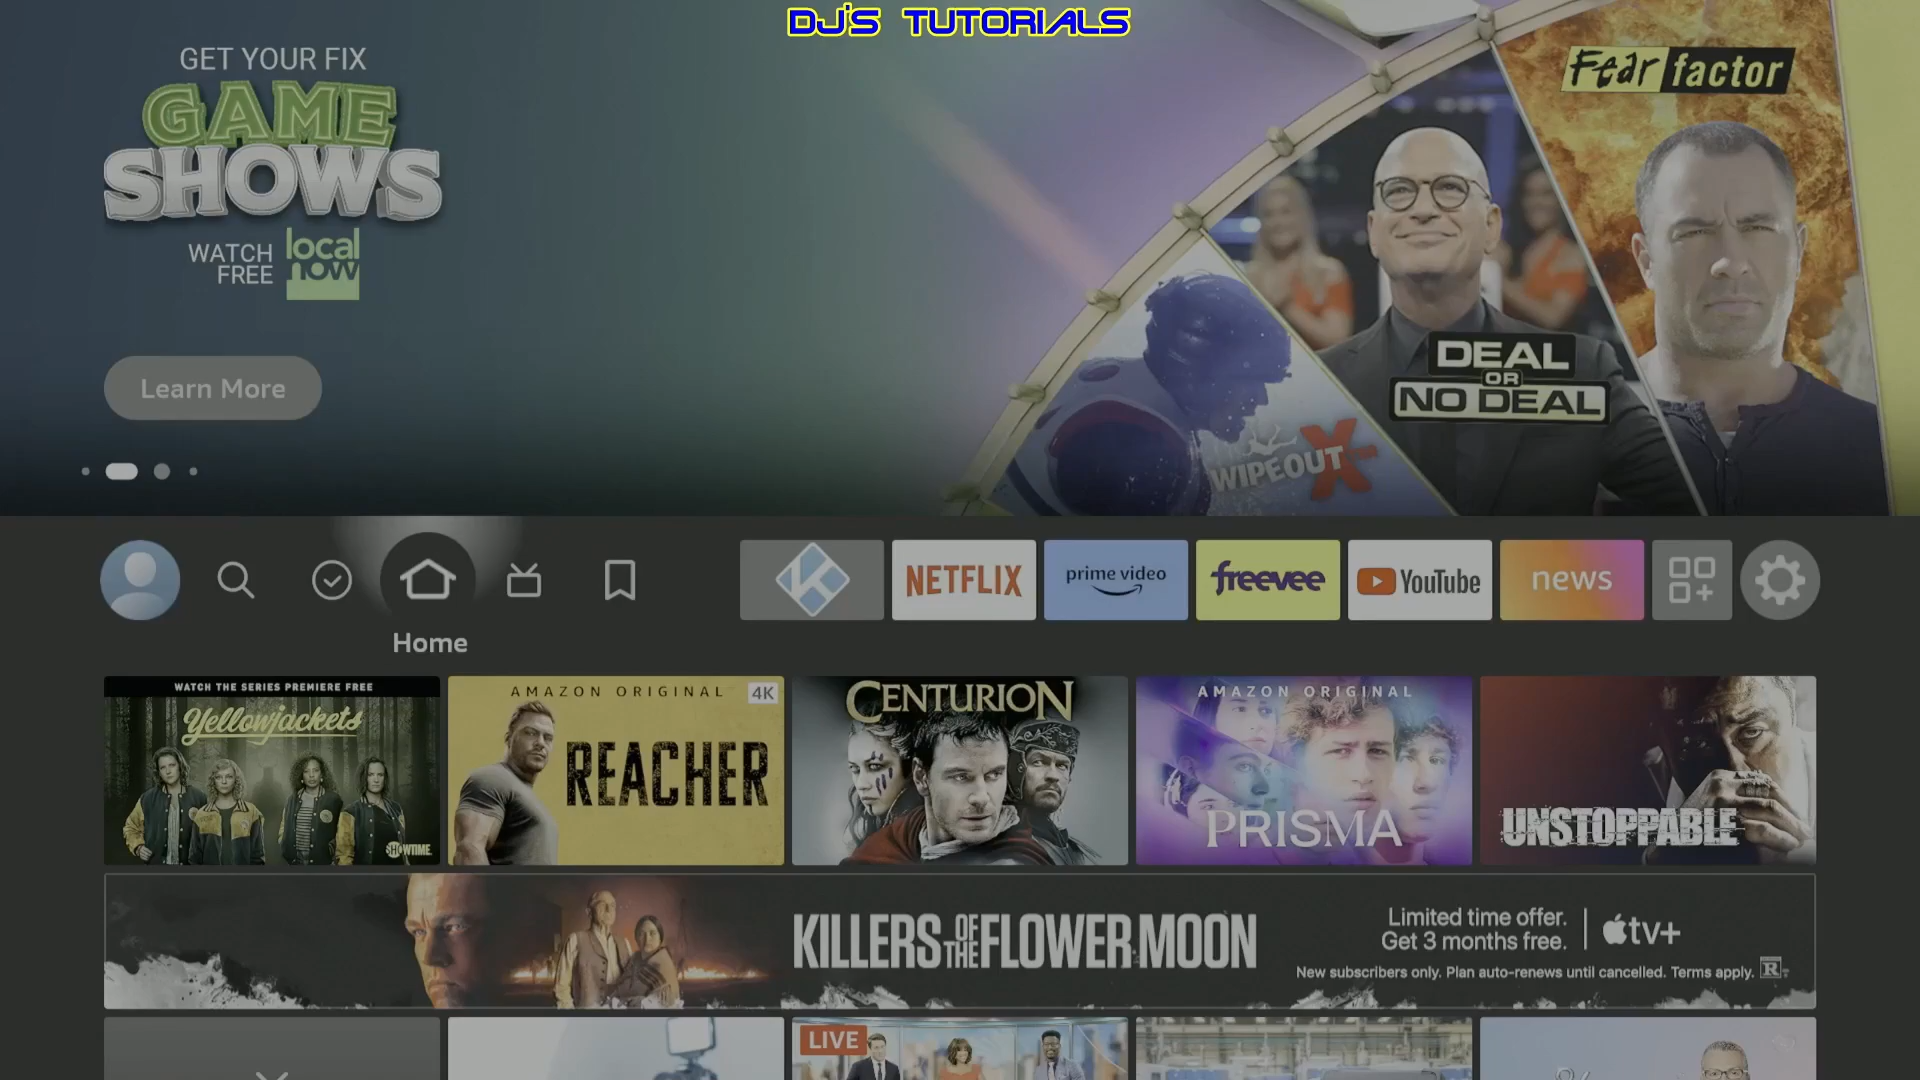 DJ'S TUTORIALS
GET YOUR FIX
GAME
SHOWS
WATCH
FREE
local
now
Fear factor
DEAL
OR
NO DEAL
WIPEOUT X
Learn More
NETFLIX
prime video
freevee
YouTube
news
Home
WATCH THE SERIES PREMIERE FREE
Yellowjackets
SHOWTIME
AMAZON ORIGINAL
4K
REACHER
CENTURION
AMAZON ORIGINAL
PRISMA
UNSTOPPABLE
KILLERS OF THE FLOWER MOON
Limited time offer.
Get 3 months free.
tv+
New subscribers only. Plan auto-renews until cancelled. Terms apply. R
LIVE